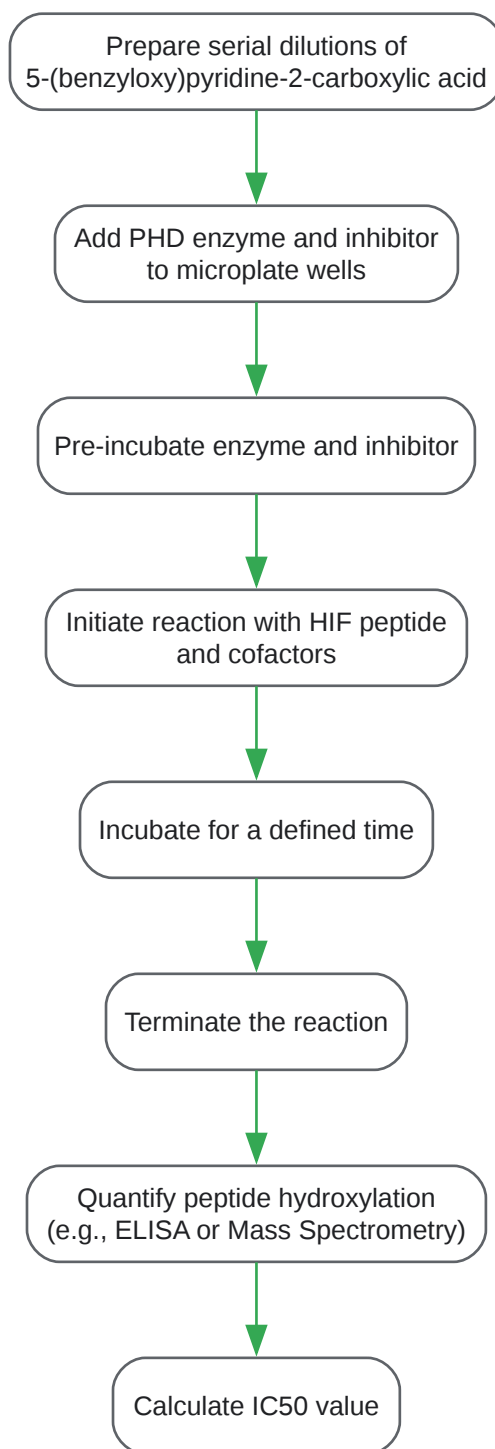 Prepare serial dilutions of
5-(benzyloxy)pyridine-2-carboxylic acid
Add PHD enzyme and inhibitor
to microplate wells
Pre-incubate enzyme and inhibitor
Initiate reaction with HIF peptide
and cofactors
Incubate for a defined time
Terminate the reaction
Quantify peptide hydroxylation
(e.g., ELISA or Mass Spectrometry)
Calculate IC50 value